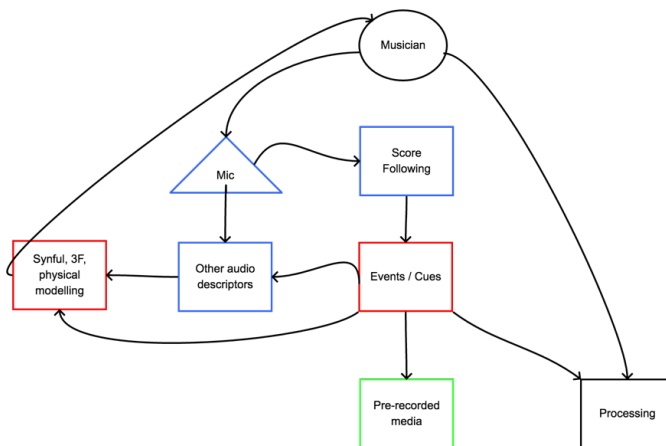 Musician
Mic
Score
Following
Synful, 3F,
physical
modelling
Other audio
descriptors
Events / Cues
Pre-recorded
media
Processing